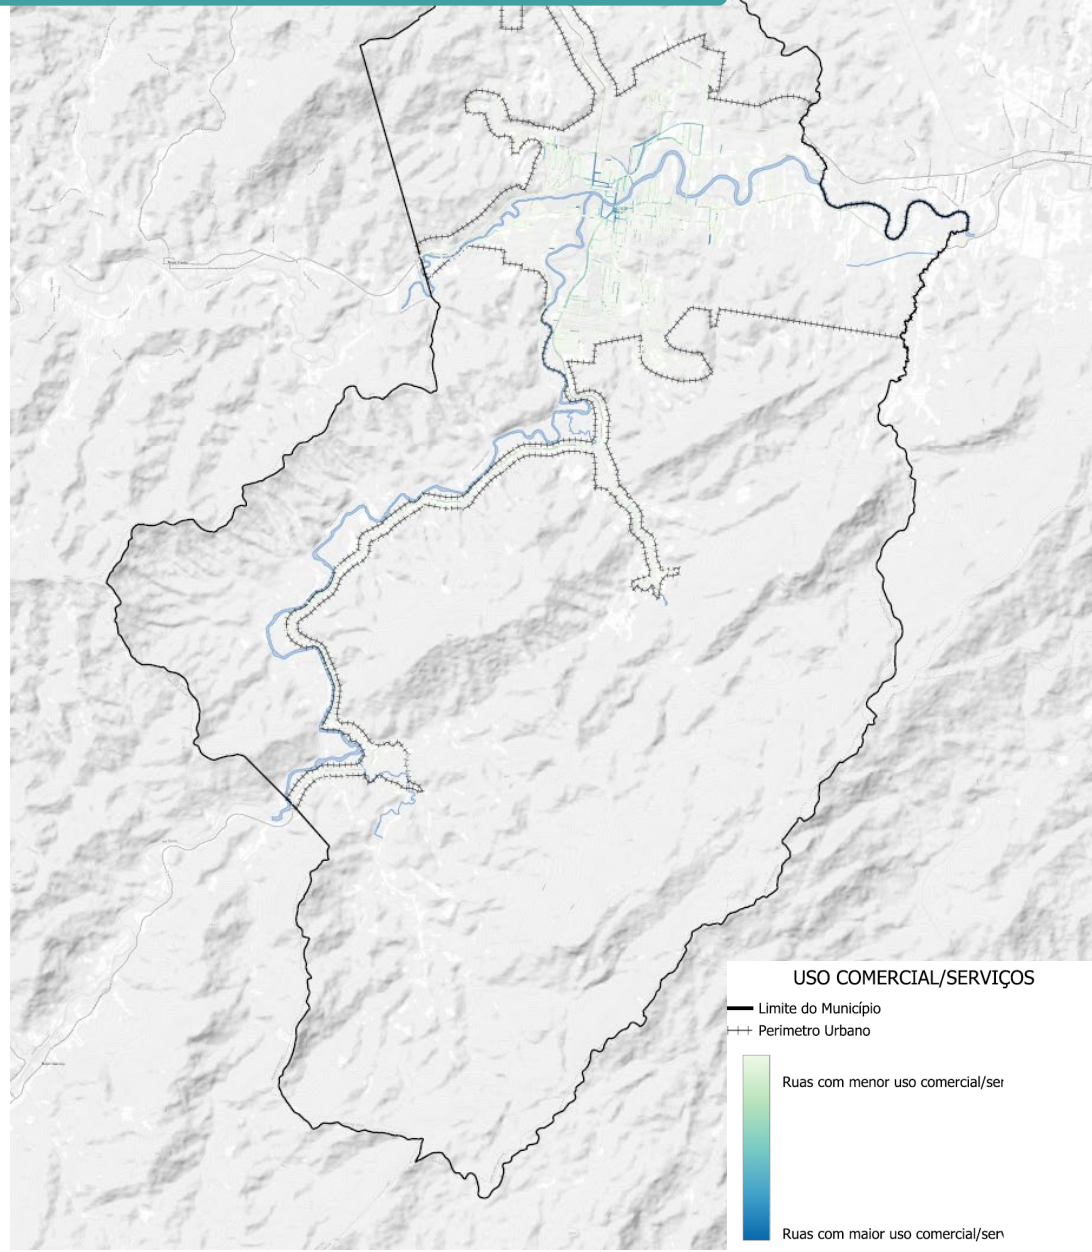 USO COMERCIAL/SERVIÇOS
Limite do Município
Perimetro Urbano
Ruas com menor uso comercial/ser
Ruas com maior uso comercial/serv